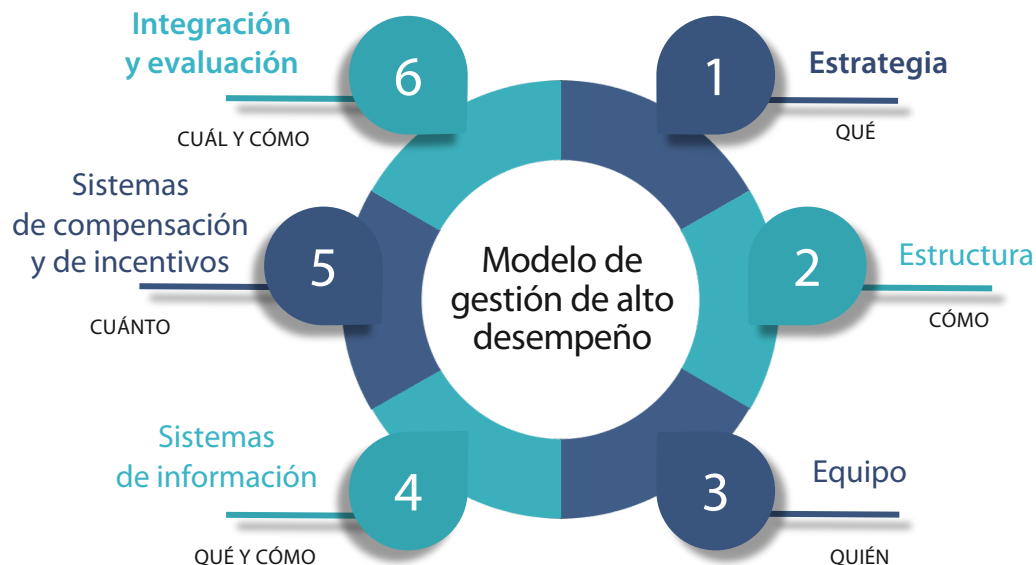 Integración
y evaluación
6
CUÁL Y CÓMO
1
Estrategia
QUÉ
Sistemas
de compensación
y de incentivos
5
CUÁNTO
Modelo de
gestión de alto
desempeño
2
Estructura
CÓMO
Sistemas
de información
4
QUÉ Y CÓMO
3
Equipo
QUIÉN